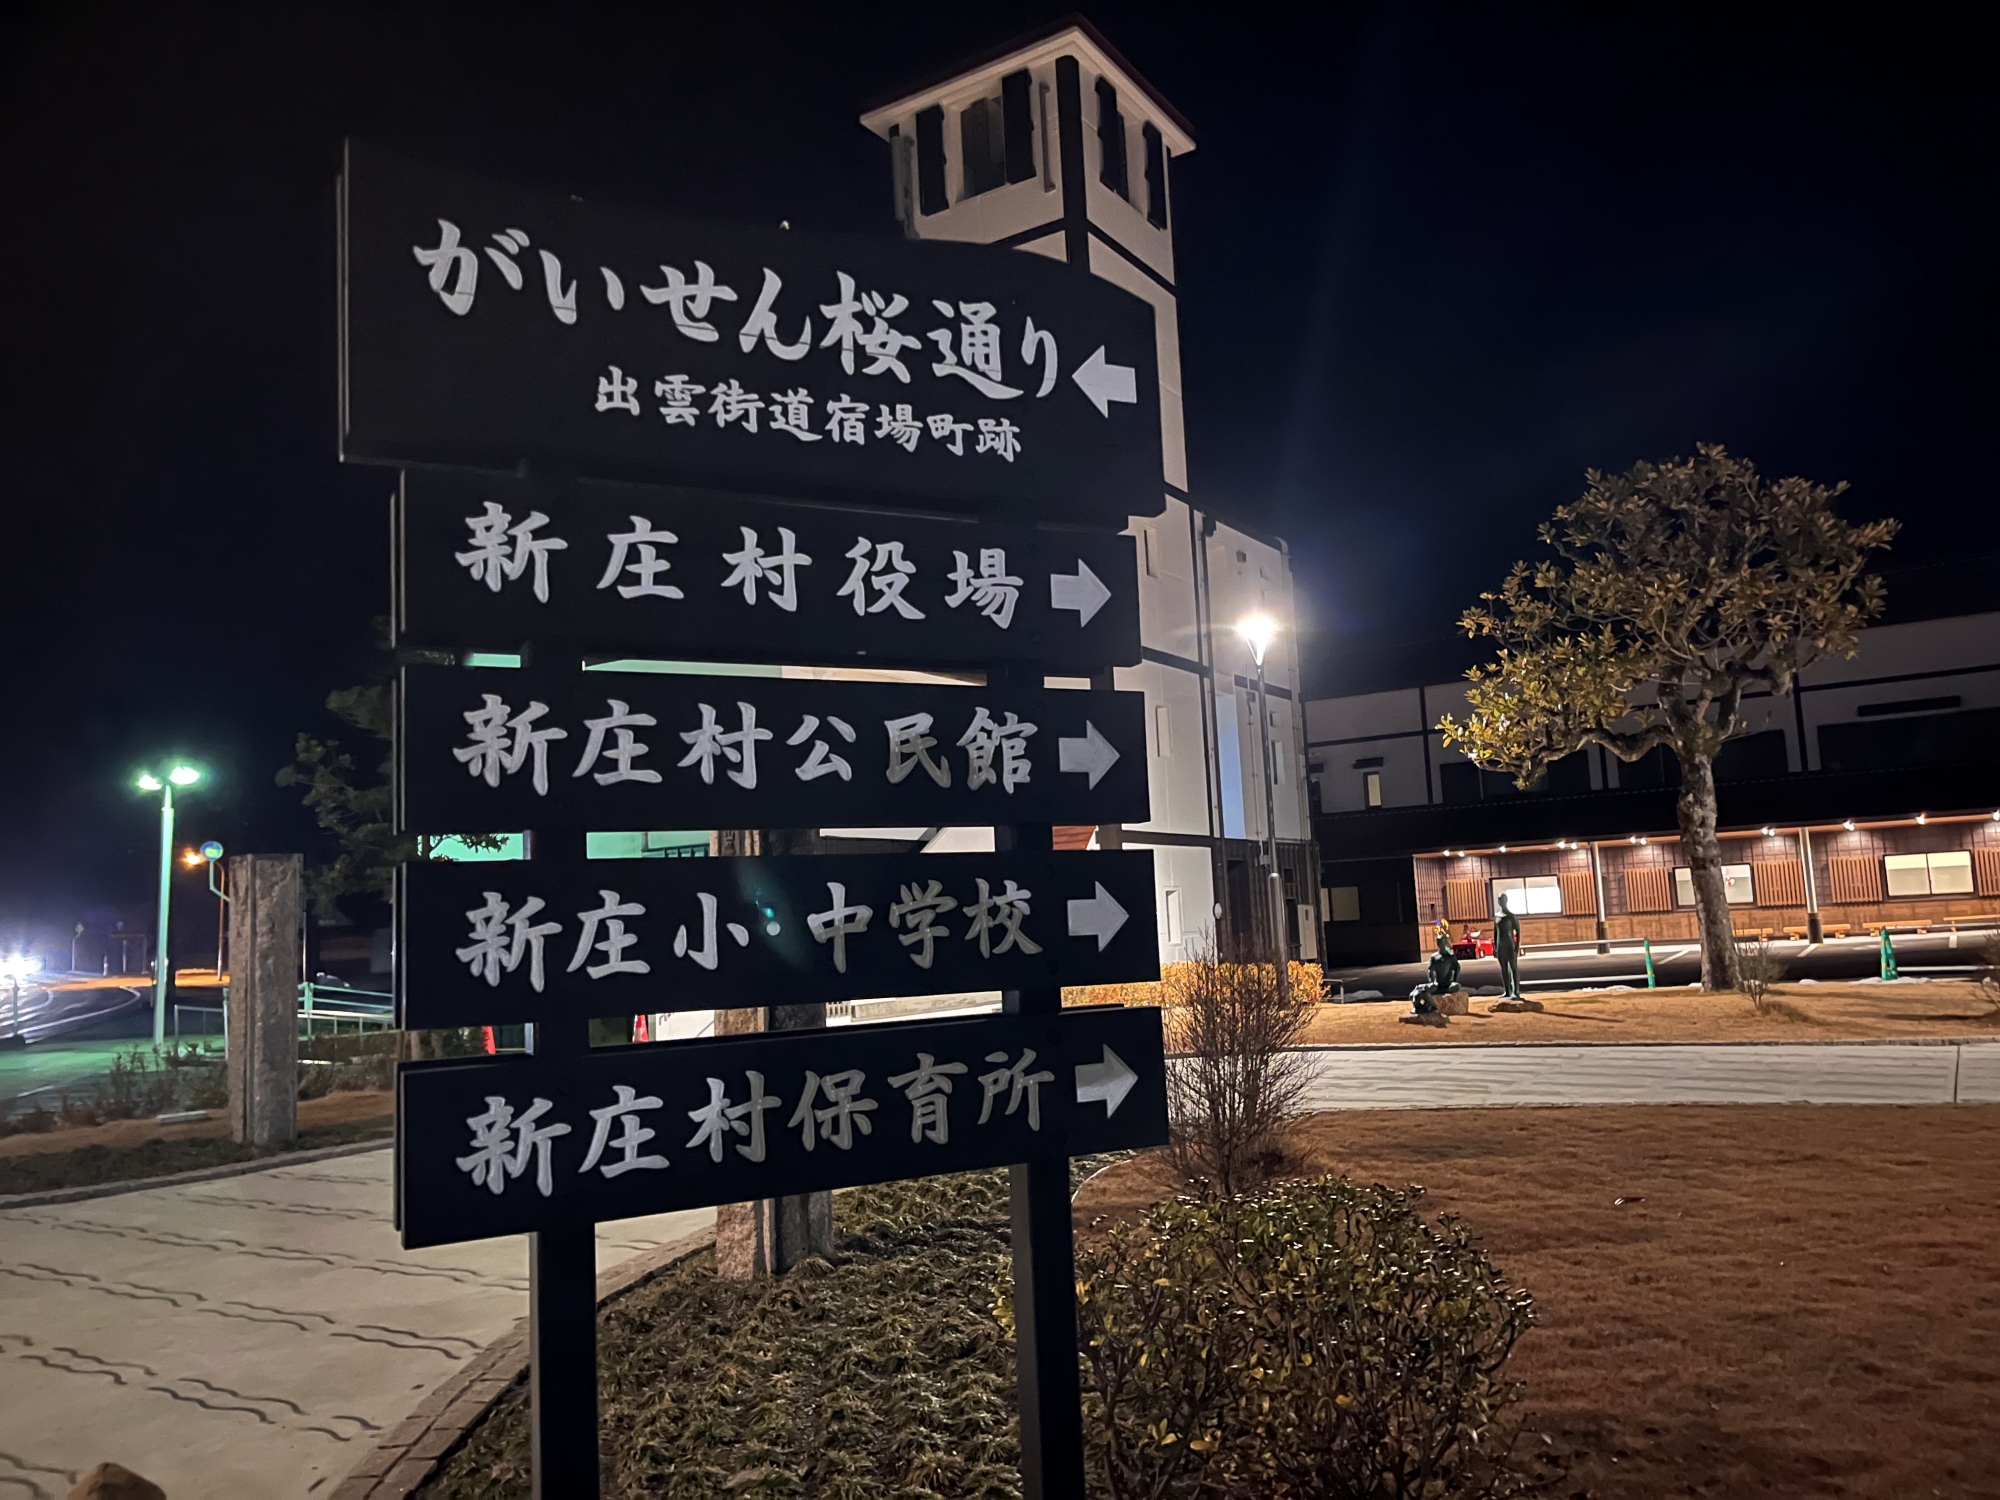 がいせん桜通り
出雲街道宿場町跡
新庄村役場
新庄村公民館
新庄小・中学校
新庄村保育所